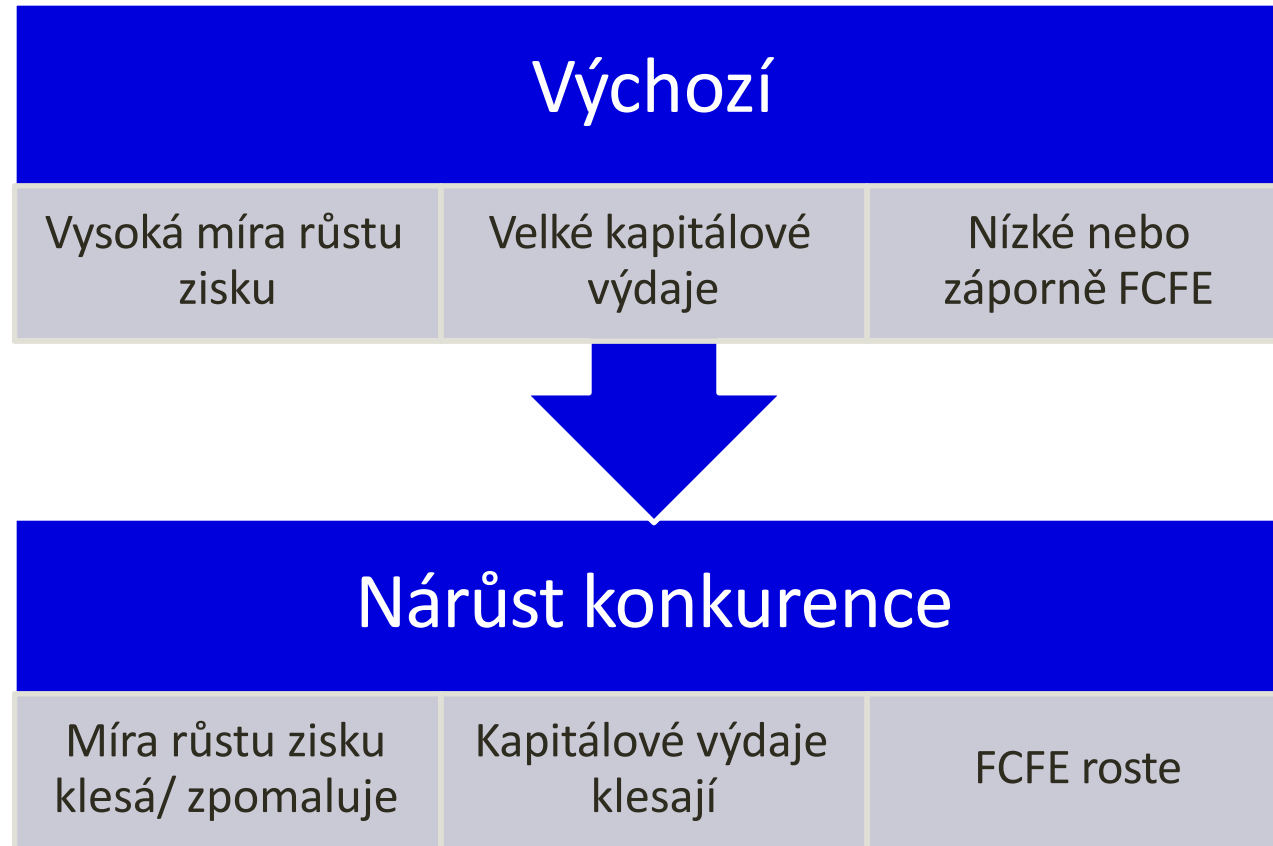 Výchozí
Vysoká míra růstu
zisku
Velké kapitálové
výdaje
Nízké nebo
záporně FCFE
Nárůst konkurence
Míra růstu zisku
klesá/ zpomaluje
Kapitálové výdaje
klesají
FCFE roste